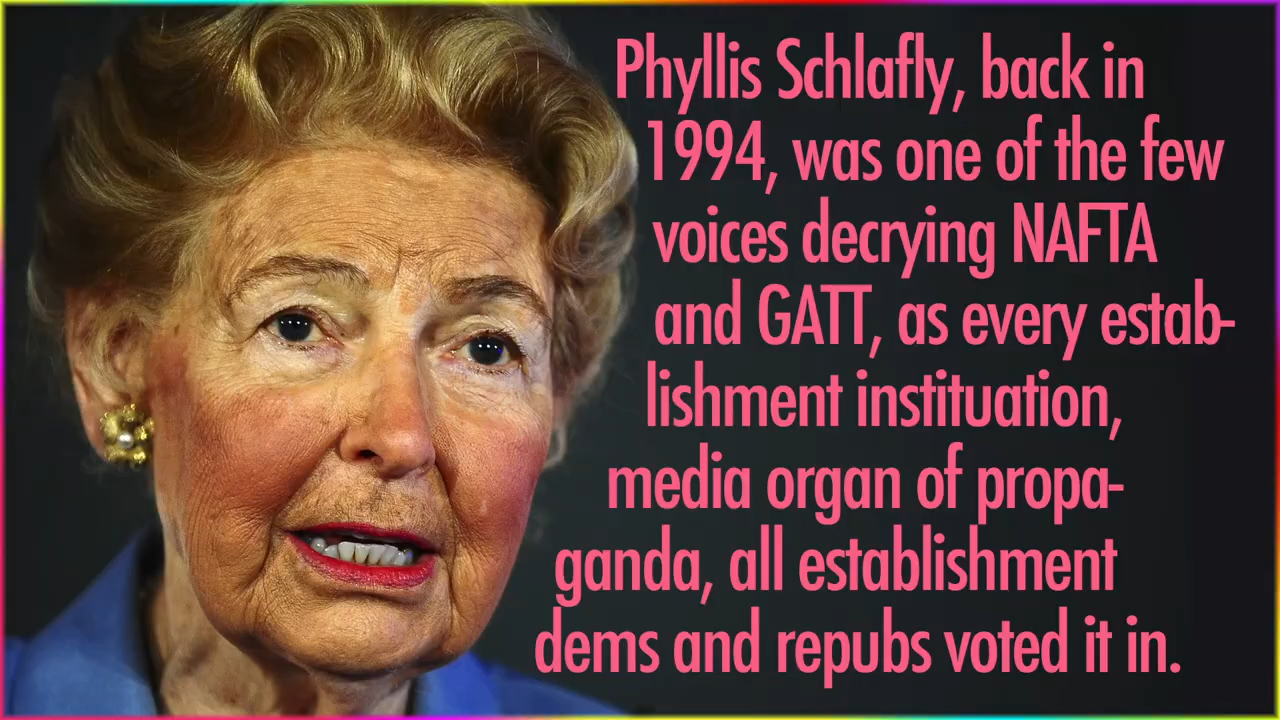 Phyllis Schlafly, back in
1994, was one of the few
voices decrying NAFTA
and GATT, as every estab-
lishment instituation,
media organ of propa-
ganda, all establishment
dems and repubs voted it in.